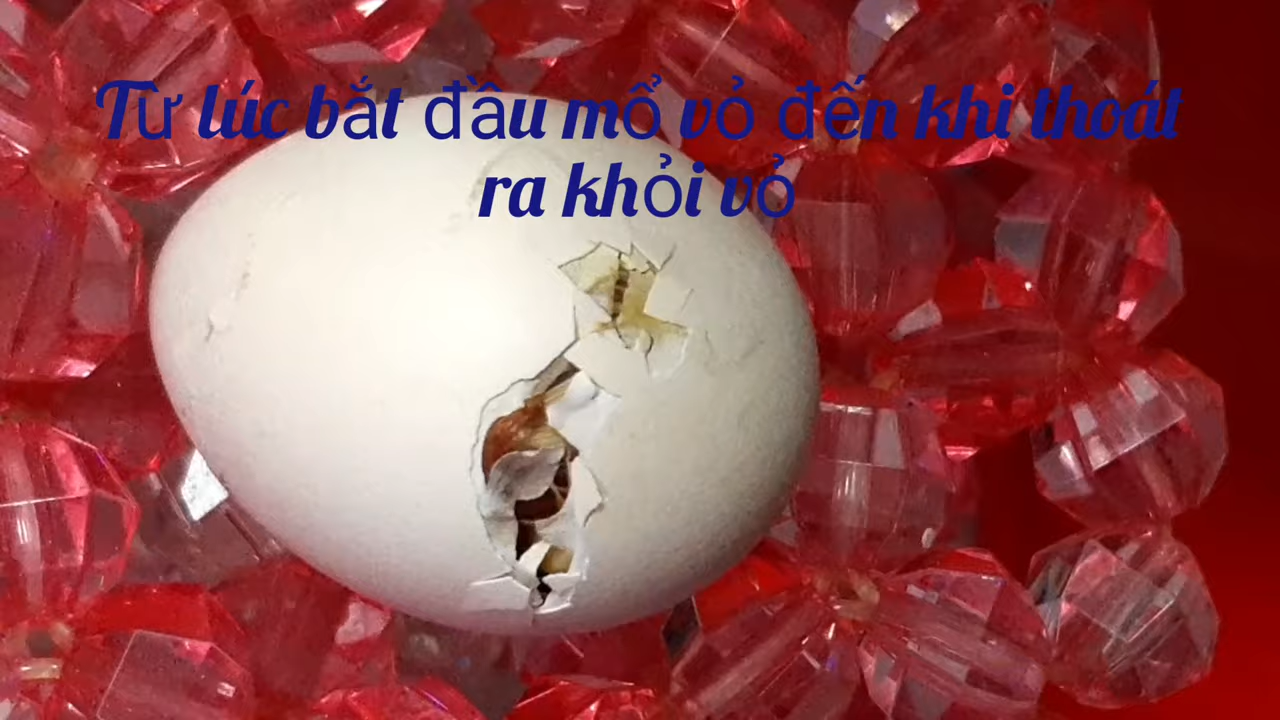 Từ lúc bắt đầu mổ vỏ đến khi thoát
ra khỏi vỏ